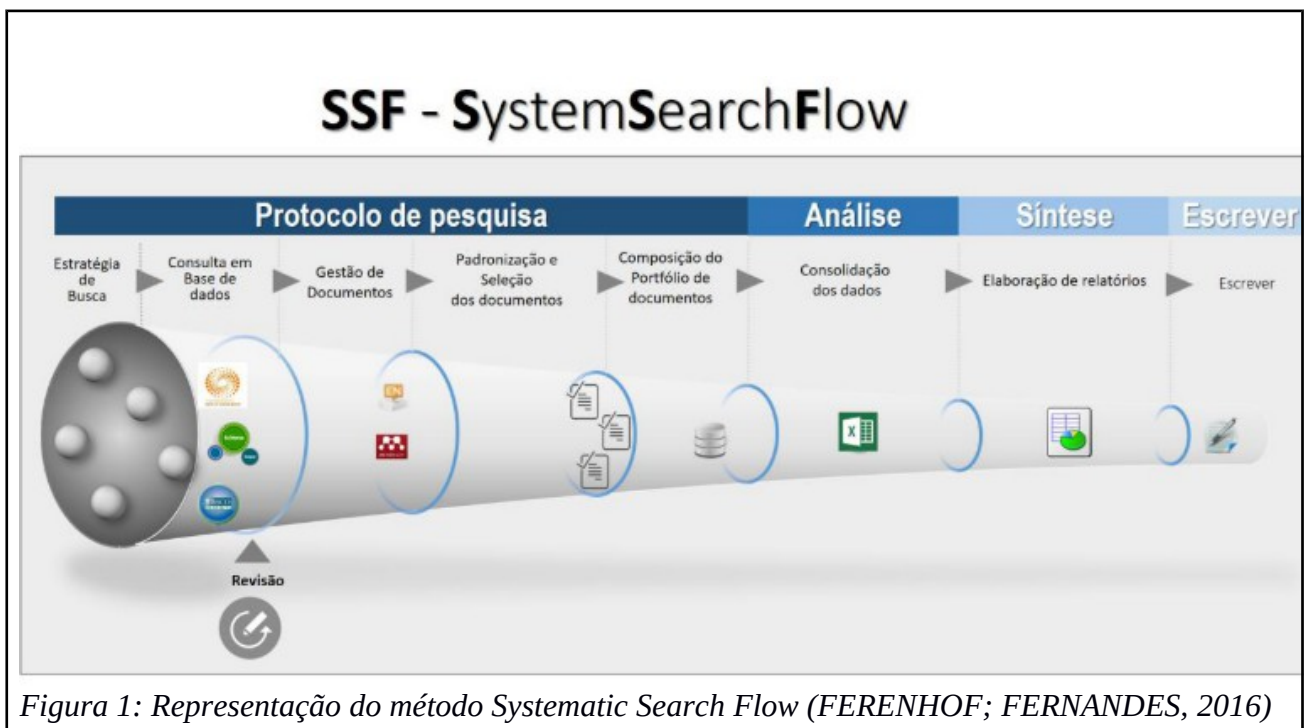 SSF - SystemSearchFlow
Protocolo de pesquisa
Análise
Síntese
Escrever
Estratégia
de
Busca
Consulta em
Base de
dados
Gestão de
Documentos
Padronização e
Seleção
dos documentos
Composição do
Portfólio de
documentos
Consolidação
dos dados
Elaboração de relatórios
Escrever
EN
X
Revisão
Figura 1: Representação do método Systematic Search Flow (FERENHOF; FERNANDES, 2016)